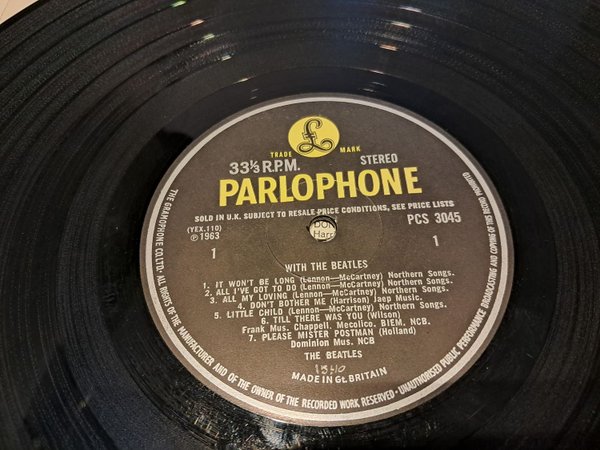 £
TRADE MARK
33⅓ R.P.M. STEREO
PARLOPHONE
SOLD IN U.K. SUBJECT TO RESALE PRICE CONDITIONS, SEE PRICE LISTS
(YEX.110) PCS 3045
℗1963
1 1
WITH THE BEATLES
1. IT WON'T BE LONG (Lennon—McCartney) Northern Songs.
2. ALL I'VE GOT TO DO (Lennon—McCartney) Northern Songs.
3. ALL MY LOVING (Lennon—McCartney) Northern Songs.
4. DON'T BOTHER ME (Harrison) Jaep Music.
5. LITTLE CHILD (Lennon—McCartney) Northern Songs.
6. TILL THERE WAS YOU (Wilson)
Frank Mus. Chappell, Mecolico. BIEM. NCB.
7. PLEASE MISTER POSTMAN (Holland)
Dominion Mus. NCB
THE BEATLES
MADE IN Gt. BRITAIN
THE GRAMOPHONE CO. LTD. ALL RIGHTS OF THE MANUFACTURER AND OF THE OWNER OF THE RECORDED WORK RESERVED — UNAUTHORISED PUBLIC PERFORMANCE BROADCASTING AND COPYING OF THIS RECORD PROHIBITED